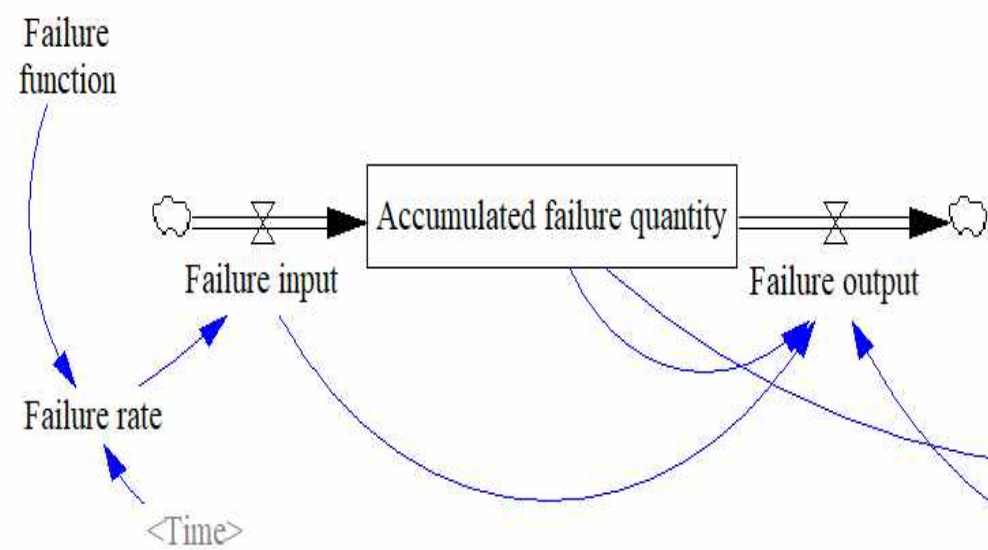 Failure
function
Accumulated failure quantity
Failure input
Failure output
Failure rate
<Time>